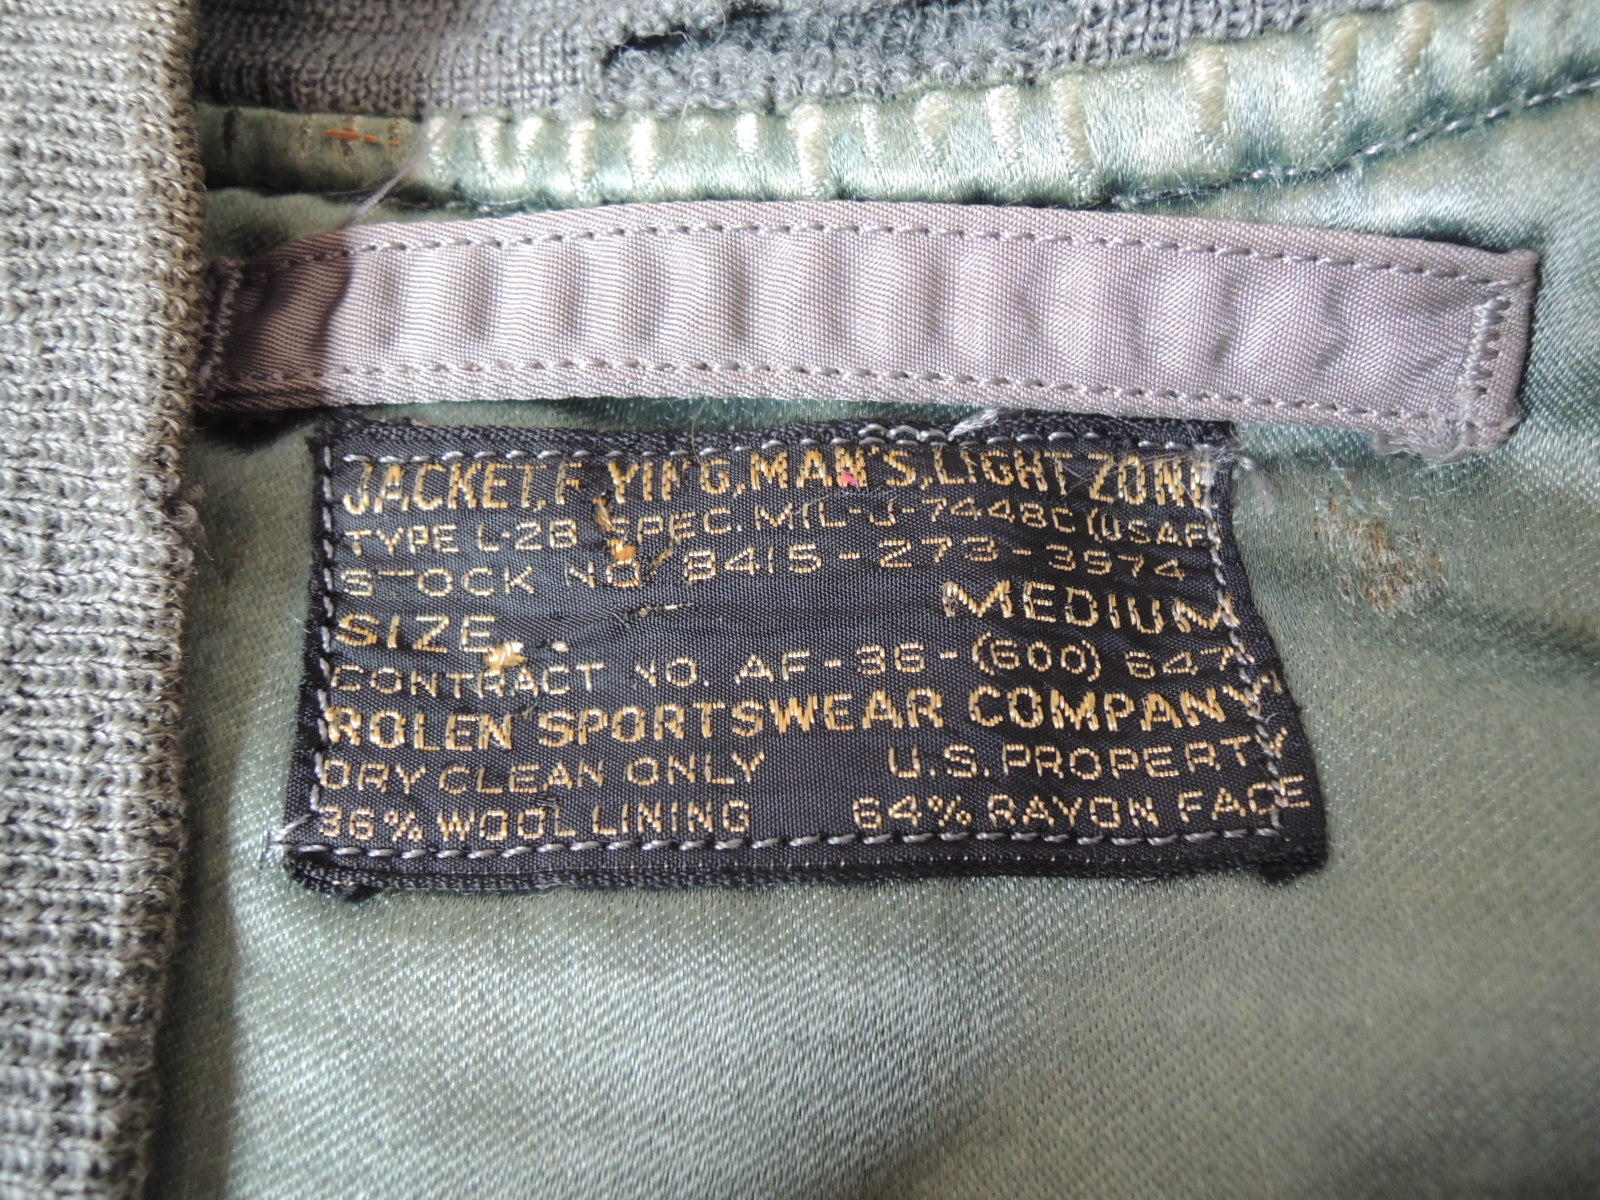 JACKET, FLYING, MAN'S, LIGHT ZONE
TYPE L-2B SPEC. MIL-J-7448C (USAF)
STOCK NO. 8415-273-3974
SIZE MEDIUM
CONTRACT NO. AF-36-(600) 647
ROLEN SPORTSWEAR COMPANY
DRY CLEAN ONLY U.S. PROPERTY
36% WOOL LINING 64% RAYON FACE